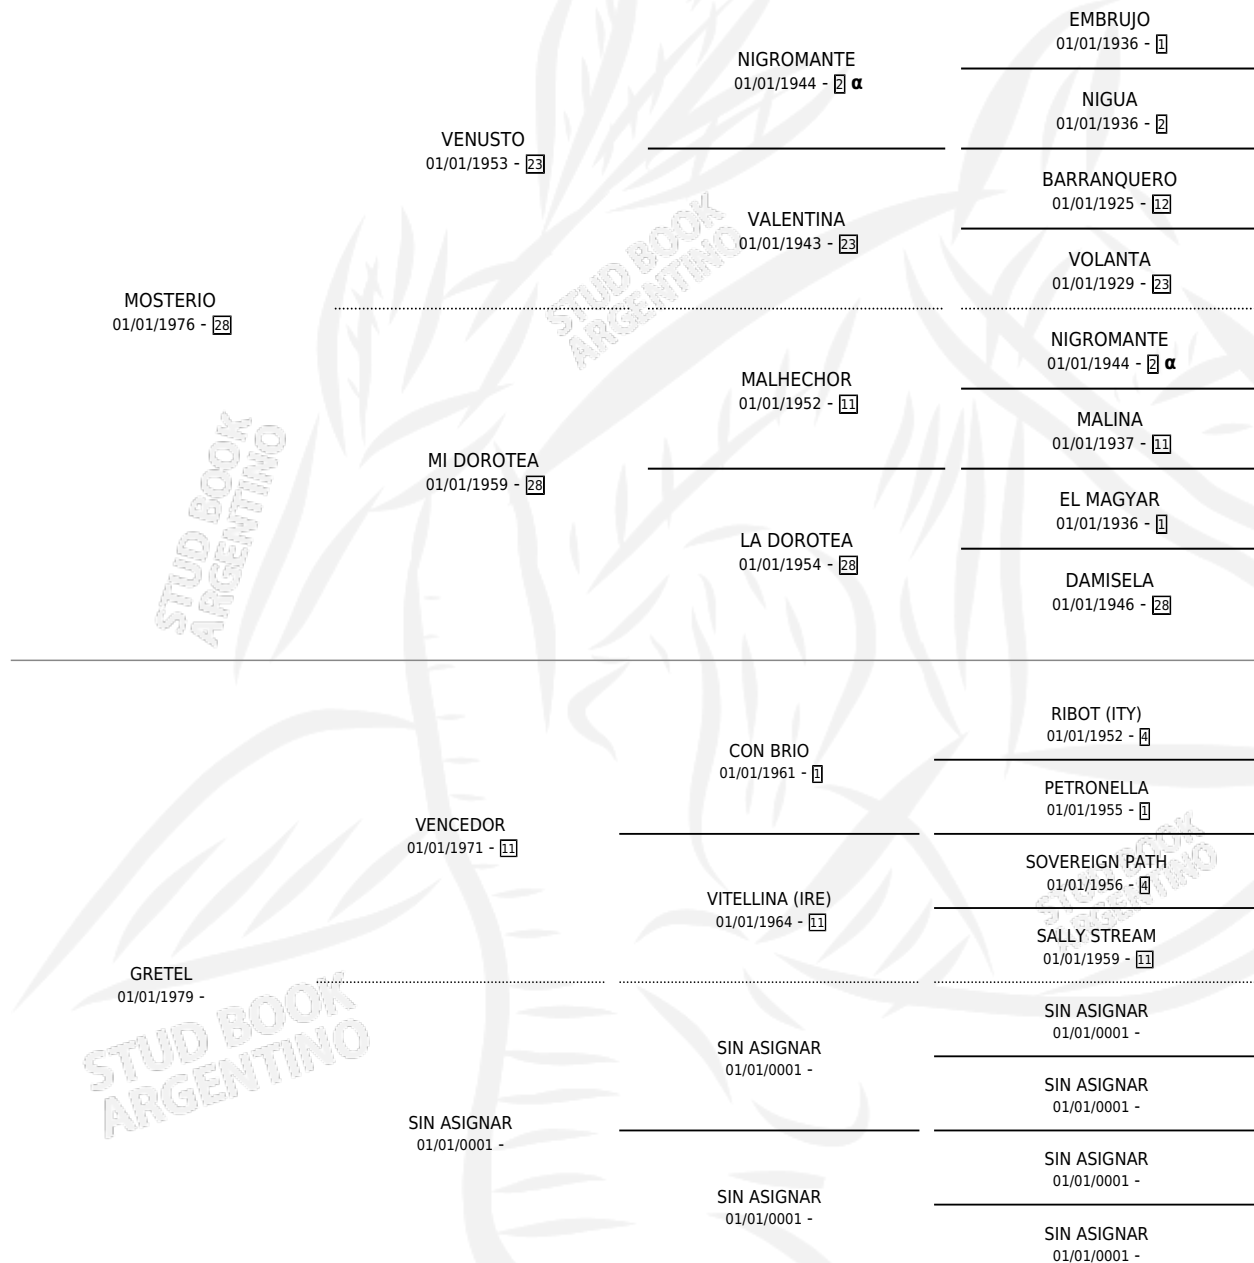 EMBRUJO
01/01/1936 - 1
NIGROMANTE
01/01/1944 - 2 α
NIGUA
01/01/1936 - 2
VENUSTO
01/01/1953 - 23
BARRANQUERO
01/01/1925 - 12
VALENTINA
01/01/1943 - 23
VOLANTA
01/01/1929 - 23
MOSTERIO
01/01/1976 - 28
NIGROMANTE
01/01/1944 - 2 α
MALHECHOR
01/01/1952 - 11
MALINA
01/01/1937 - 11
MI DOROTEA
01/01/1959 - 28
EL MAGYAR
01/01/1936 - 1
LA DOROTEA
01/01/1954 - 28
DAMISELA
01/01/1946 - 28
RIBOT (ITY)
01/01/1952 - 4
CON BRIO
01/01/1961 - 1
PETRONELLA
01/01/1955 - 1
VENCEDOR
01/01/1971 - 11
SOVEREIGN PATH
01/01/1956 - 4
VITELLINA (IRE)
01/01/1964 - 11
SALLY STREAM
01/01/1959 - 11
GRETEL
01/01/1979 -
SIN ASIGNAR
01/01/0001 -
SIN ASIGNAR
01/01/0001 -
SIN ASIGNAR
01/01/0001 -
SIN ASIGNAR
01/01/0001 -
SIN ASIGNAR
01/01/0001 -
SIN ASIGNAR
01/01/0001 -
SIN ASIGNAR
01/01/0001 -
STUD BOOK
ARGENTINO
STUD BOOK
ARGENTINO
STUD BOOK
ARGENTINO
STUD BOOK
ARGENTINO